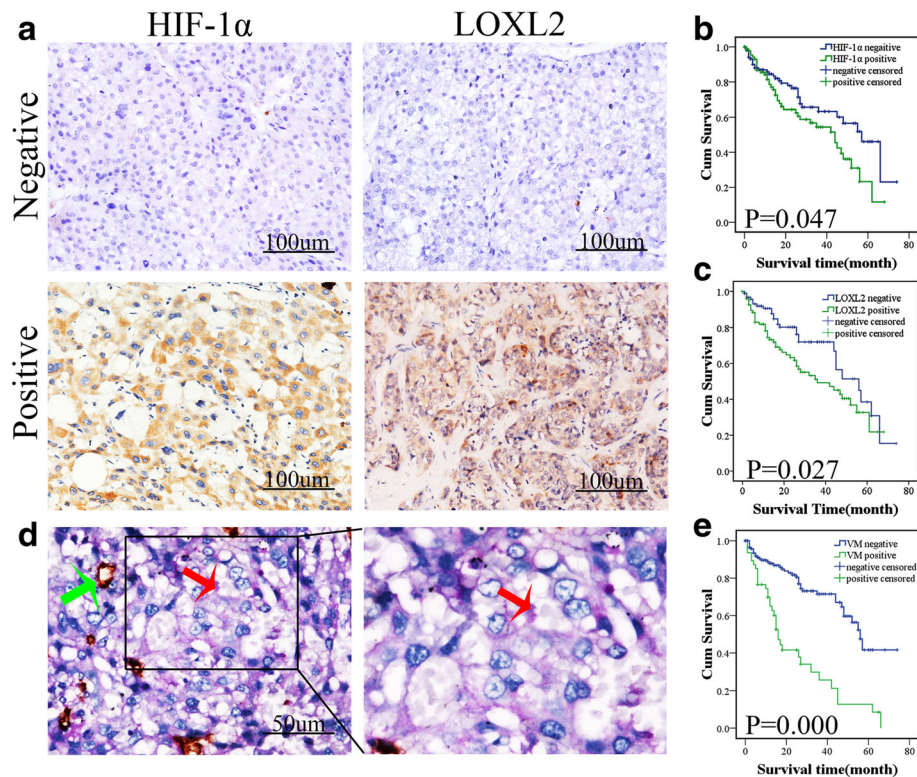 a
HIF-1α
LOXL2
Negative
100um
100um
Positive
100um
100um
b
HIF-1α negaitive
HIF-1α positive
negative censored
positive censored
Cum Survival
1.0
0.8
0.6
0.4
0.2
0.0
P=0.047
0 20 40 60 80
Survival time(month)
c
LOXL2 negative
LOXL2 positive
negative censored
positive censored
Cum Survival
1.0
0.8
0.6
0.4
0.2
0.0
P=0.027
0 20 40 60 80
Survival Time(month)
d
50um
e
VM negative
VM positive
negative censored
positive censored
Cum Survival
1.0
0.8
0.6
0.4
0.2
0.0
P=0.000
0 20 40 60 80
Survival time(month)